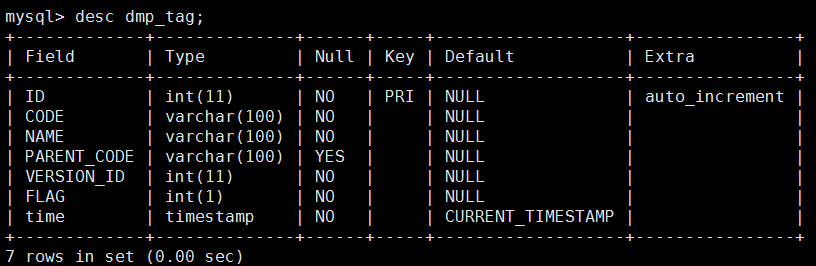 mysql> desc dmp_tag;
+-------------+--------------+------+-----+-------------------+----------------+
| Field       | Type         | Null | Key | Default           | Extra          |
+-------------+--------------+------+-----+-------------------+----------------+
| ID          | int(11)      | NO   | PRI | NULL              | auto_increment |
| CODE        | varchar(100) | NO   |     | NULL              |                |
| NAME        | varchar(100) | NO   |     | NULL              |                |
| PARENT_CODE | varchar(100) | YES  |     | NULL              |                |
| VERSION_ID  | int(11)      | NO   |     | NULL              |                |
| FLAG        | int(1)       | NO   |     | NULL              |                |
| time        | timestamp    | NO   |     | CURRENT_TIMESTAMP |                |
+-------------+--------------+------+-----+-------------------+----------------+
7 rows in set (0.00 sec)